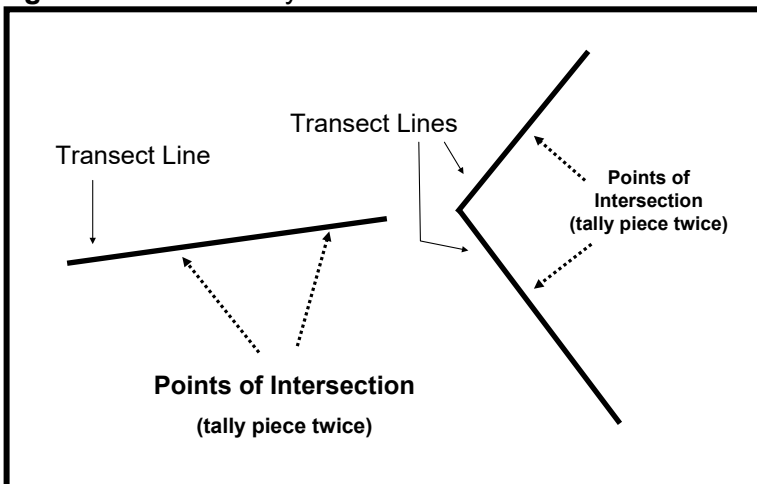 Transect Line
Transect Lines
Points of
Intersection
(tally piece twice)
Points of Intersection
(tally piece twice)